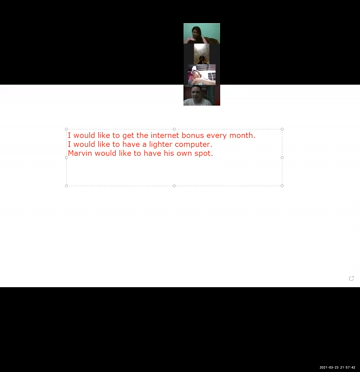 I would like to get the internet bonus every month.
I would like to have a lighter computer.
Marvin would like to have his own spot.